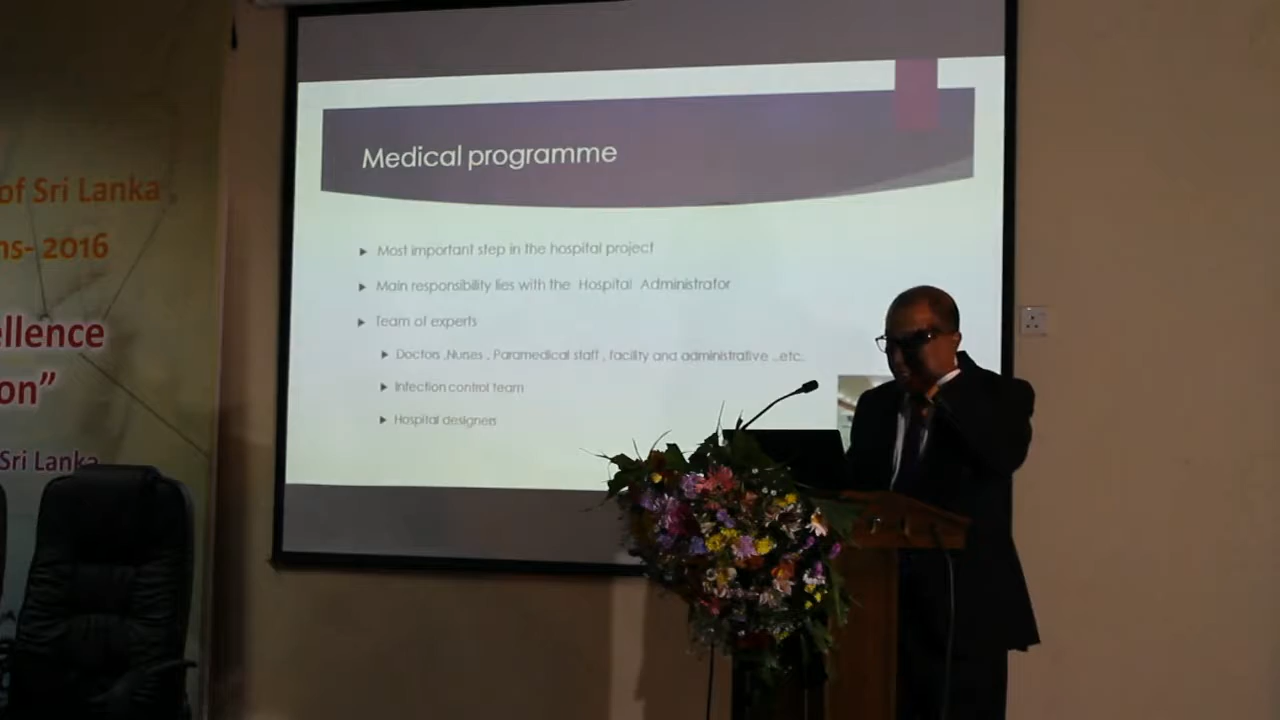 of Sri Lanka
ns- 2016
ellence
on”
Sri Lanka
Medical programme
Most important step in the hospital project
Main responsibility lies with the Hospital Administrator
Team of experts
Doctors ,Nurses , Paramedical staff , facility and administrative ..etc.
Infection control team
Hospital designers